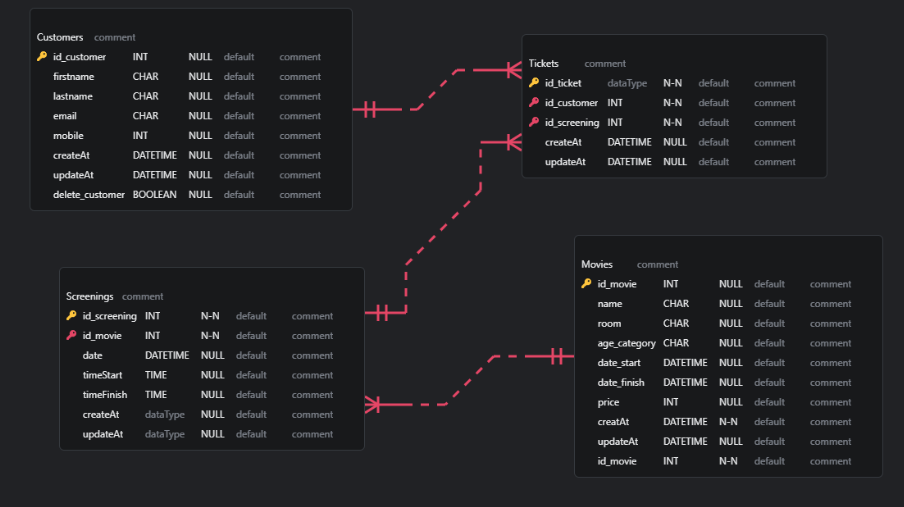 Customers comment
id_customer INT NULL default comment
firstname CHAR NULL default comment
lastname CHAR NULL default comment
email CHAR NULL default comment
mobile INT NULL default comment
createAt DATETIME NULL default comment
updateAt DATETIME NULL default comment
delete_customer BOOLEAN NULL default comment
Tickets comment
id_ticket dataType N-N default comment
id_customer INT N-N default comment
id_screening INT N-N default comment
createAt DATETIME NULL default comment
updateAt DATETIME NULL default comment
Screenings comment
id_screening INT N-N default comment
id_movie INT N-N default comment
date DATETIME NULL default comment
timeStart TIME NULL default comment
timeFinish TIME NULL default comment
createAt dataType NULL default comment
updateAt dataType NULL default comment
Movies comment
id_movie INT NULL default comment
name CHAR NULL default comment
room CHAR NULL default comment
age_category CHAR NULL default comment
date_start DATETIME NULL default comment
date_finish DATETIME NULL default comment
price INT NULL default comment
creatAt DATETIME N-N default comment
updateAt DATETIME NULL default comment
id_movie INT N-N default comment